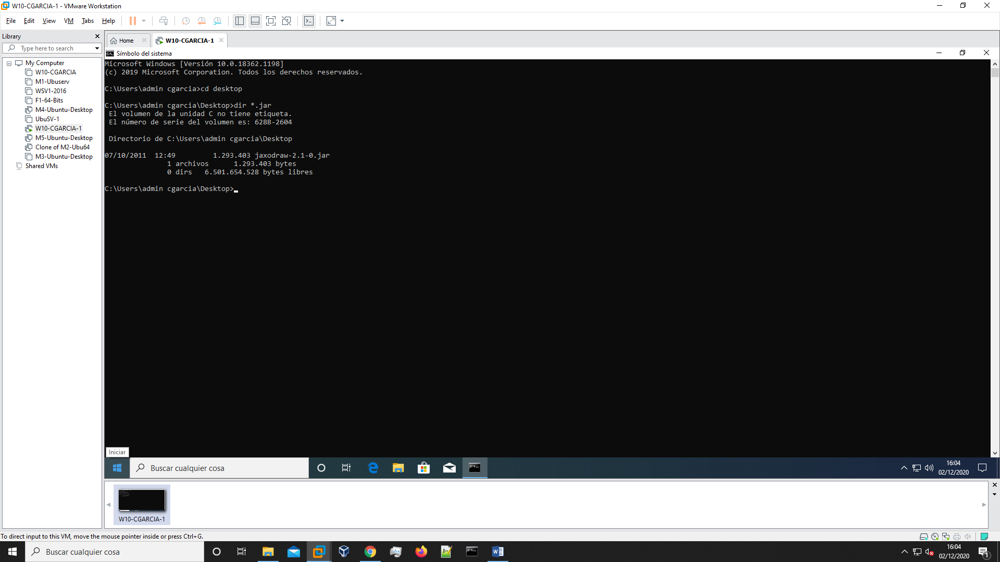 W10-CGARCIA-1 - VMware Workstation
File Edit View VM Tabs Help
Library
Type here to search
My Computer
W10-CGARCIA
M1-Ubuserv
WSV1-2016
F1-64-Bits
M4-Ubuntu-Desktop
UbuSV-1
W10-CGARCIA-1
M5-Ubuntu-Desktop
Clone of M2-Ubu64
M3-Ubuntu-Desktop
Shared VMs
Home W10-CGARCIA-1
Símbolo del sistema
Microsoft Windows [Versión 10.0.18362.1198]
(c) 2019 Microsoft Corporation. Todos los derechos reservados.
C:\Users\admin cgarcia>cd desktop
C:\Users\admin cgarcia\Desktop>dir *.jar
El volumen de la unidad C no tiene etiqueta.
El número de serie del volumen es: 628B-2604
Directorio de C:\Users\admin cgarcia\Desktop
07/10/2011 12:49 1.293.403 jaxodraw-2.1-0.jar
1 archivos 1.293.403 bytes
0 dirs 6.501.654.528 bytes libres
C:\Users\admin cgarcia\Desktop>
Iniciar
Buscar cualquier cosa
16:04
02/12/2020
W10-CGARCIA-1
To direct input to this VM, move the mouse pointer inside or press Ctrl+G.
Buscar cualquier cosa
16:04
02/12/2020
1